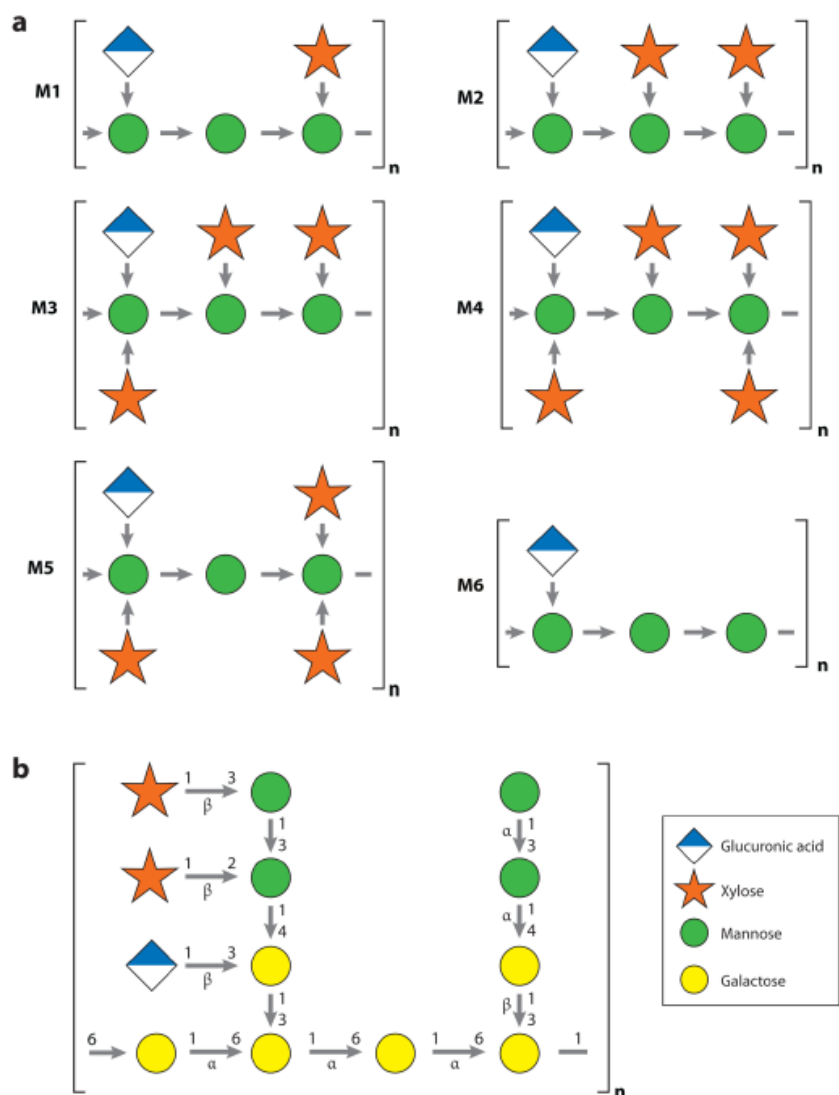 a
M1
n
M2
n
M3
n
M4
n
M5
n
M6
n
b
1 3
β
1
α 1
3
3
1 2
β
1
α 1
4
4
1 3
β
1
β 1
3
3
6 1 6 1 6 1 6 1
α α α
n
Glucuronic acid
Xylose
Mannose
Galactose